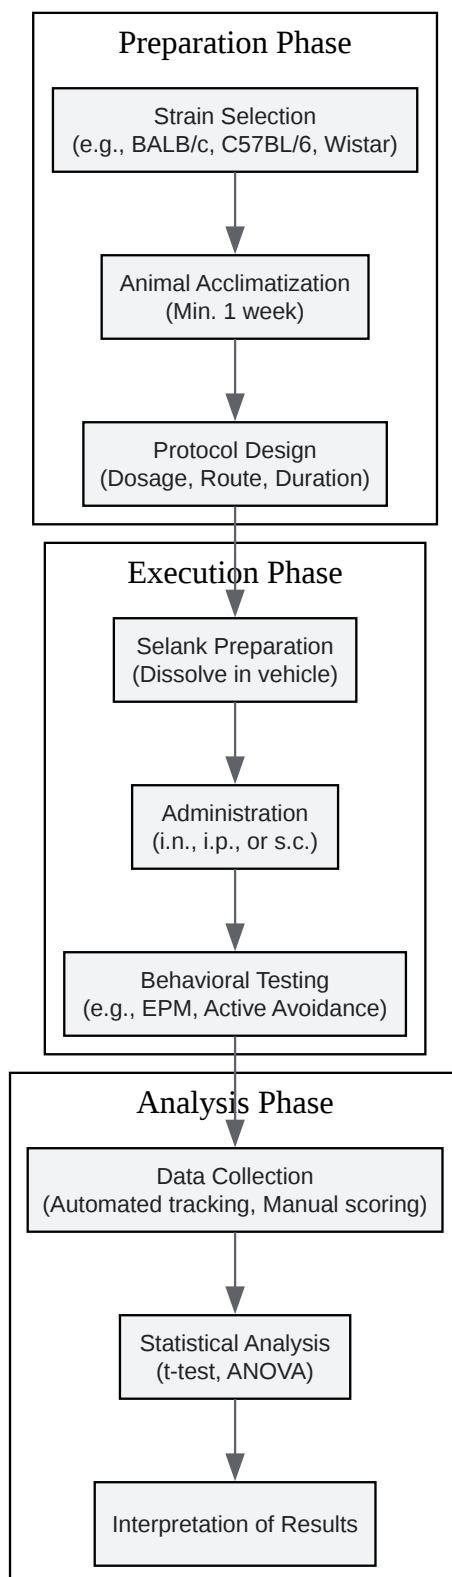 Preparation Phase
Strain Selection
(e.g., BALB/c, C57BL/6, Wistar)
Animal Acclimatization
(Min. 1 week)
Protocol Design
(Dosage, Route, Duration)
Execution Phase
Selank Preparation
(Dissolve in vehicle)
Administration
(i.n., i.p., or s.c.)
Behavioral Testing
(e.g., EPM, Active Avoidance)
Analysis Phase
Data Collection
(Automated tracking, Manual scoring)
Statistical Analysis
(t-test, ANOVA)
Interpretation of Results